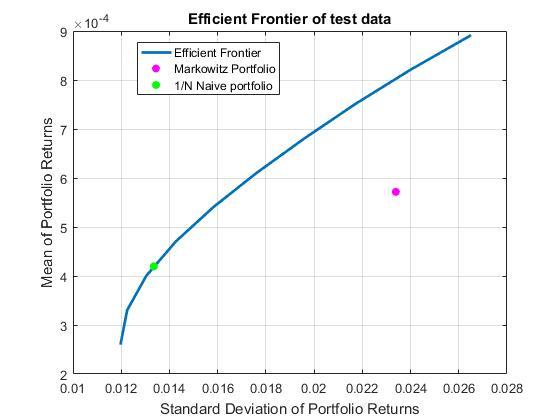 Efficient Frontier of test data
×10-4
Efficient Frontier
Markowitz Portfolio
1/N Naive portfolio
9
8
7
6
5
4
3
2
Mean of Portfolio Returns
0.01 0.012 0.014 0.016 0.018 0.02 0.022 0.024 0.026 0.028
Standard Deviation of Portfolio Returns